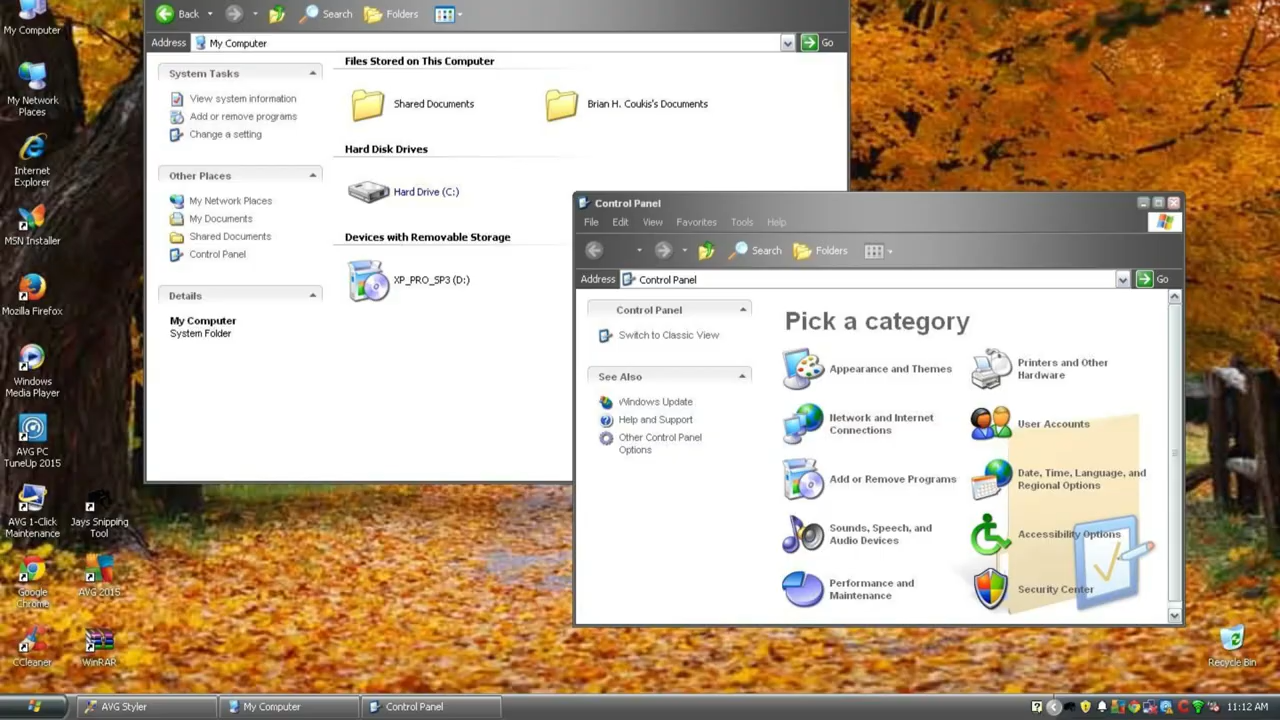 My Computer
My Network
Places
Internet
Explorer
MSN Installer
Mozilla Firefox
Windows
Media Player
AVG PC
TuneUp 2015
AVG 1-Click
Maintenance
Jays Snipping
Tool
Google
Chrome
AVG 2015
CCleaner
WinRAR
Back
Search
Folders
Address
My Computer
Go
System Tasks
View system information
Add or remove programs
Change a setting
Other Places
My Network Places
My Documents
Shared Documents
Control Panel
Details
My Computer
System Folder
Files Stored on This Computer
Shared Documents
Brian H. Coukis's Documents
Hard Disk Drives
Hard Drive (C:)
Devices with Removable Storage
XP_PRO_SP3 (D:)
Control Panel
File Edit View Favorites Tools Help
Search
Folders
Address
Control Panel
Go
Control Panel
Switch to Classic View
See Also
Windows Update
Help and Support
Other Control Panel
Options
Pick a category
Appearance and Themes
Printers and Other
Hardware
Network and Internet
Connections
User Accounts
Add or Remove Programs
Date, Time, Language, and
Regional Options
Sounds, Speech, and
Audio Devices
Accessibility Options
Performance and
Maintenance
Security Center
Recycle Bin
AVG Styler
My Computer
Control Panel
11:12 AM